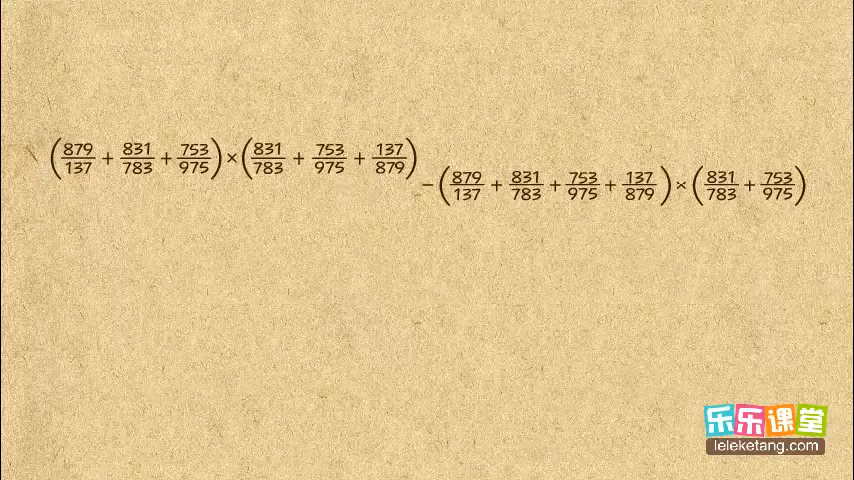 (879/137 + 831/783 + 753/975) × (831/783 + 753/975 + 137/879)
− (879/137 + 831/783 + 753/975 + 137/879) × (831/783 + 753/975)
乐乐课堂
leleketang.com